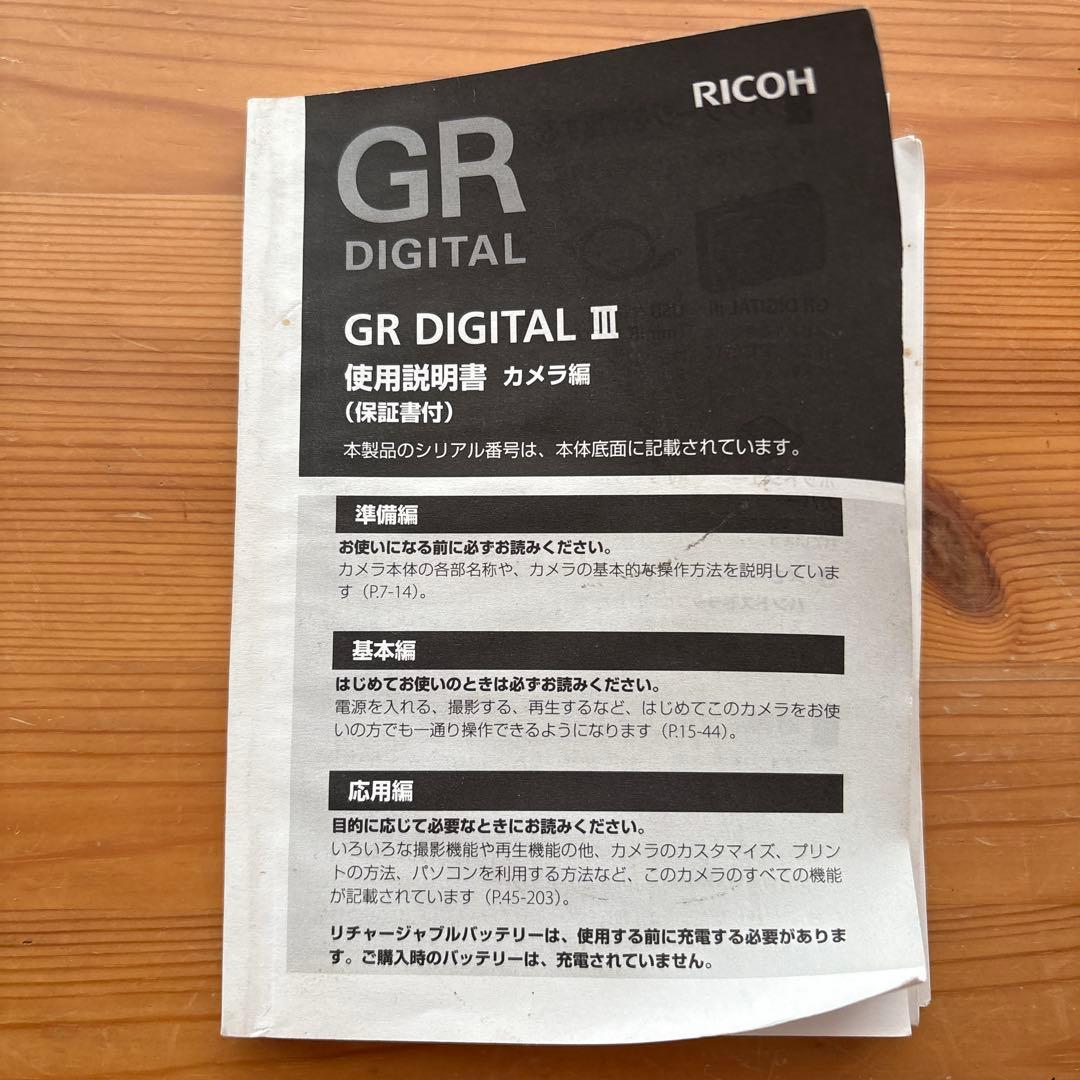 RICOH
GR
DIGITAL
GR DIGITAL III
使用説明書 カメラ編
（保証書付）
本製品のシリアル番号は、本体底面に記載されています。
準備編
お使いになる前に必ずお読みください。
カメラ本体の各部名称や、カメラの基本的な操作方法を説明していま
す（P.7-14）。
基本編
はじめてお使いのときは必ずお読みください。
電源を入れる、撮影する、再生するなど、はじめてこのカメラをお使
いの方でも一通り操作できるようになります（P.15-44）。
応用編
目的に応じて必要なときにお読みください。
いろいろな撮影機能や再生機能の他、カメラのカスタマイズ、プリン
トの方法、パソコンを利用する方法など、このカメラのすべての機能
が記載されています（P.45-203）。
リチャージャブルバッテリーは、使用する前に充電する必要がありま
す。ご購入時のバッテリーは、充電されていません。